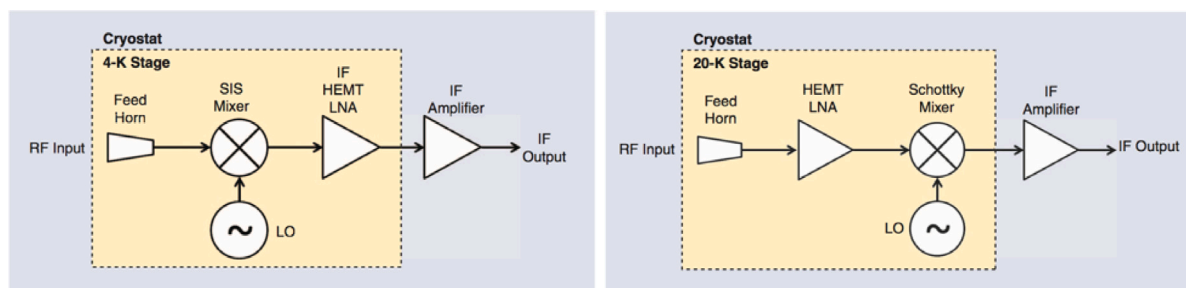 Cryostat
4-K Stage
IF
HEMT
LNA
SIS
Mixer
Feed
Horn
IF
Amplifier
RF Input
IF
Output
LO
Cryostat
20-K Stage
Feed
Horn
HEMT
LNA
Schottky
Mixer
IF
Amplifier
RF Input
IF Output
LO